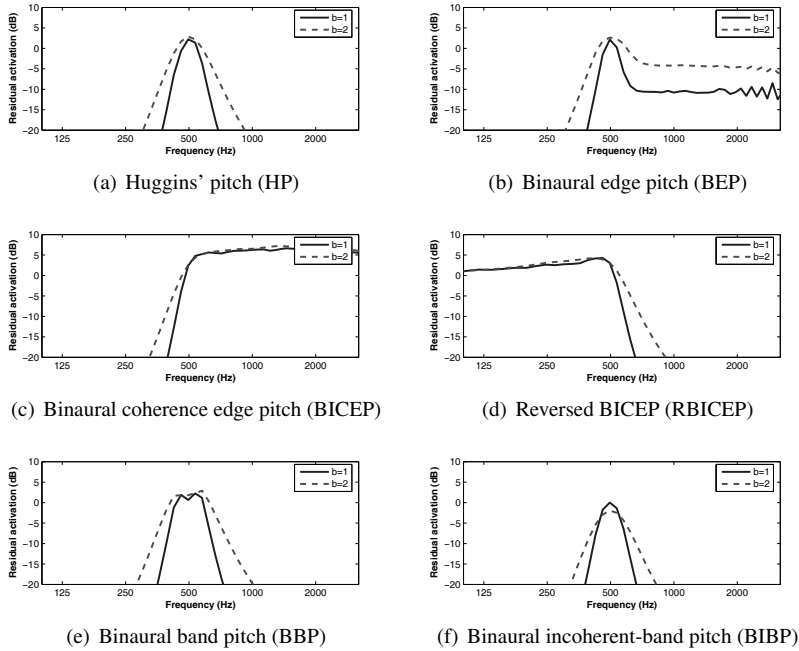 Residual activation (dB)
10
5
0
−5
−10
−15
−20
125 250 500 1000 2000
Frequency (Hz)
b=1
b=2
(a) Huggins' pitch (HP)
Residual activation (dB)
10
5
0
−5
−10
−15
−20
125 250 500 1000 2000
Frequency (Hz)
b=1
b=2
(b) Binaural edge pitch (BEP)
Residual activation (dB)
10
5
0
−5
−10
−15
−20
125 250 500 1000 2000
Frequency (Hz)
b=1
b=2
(c) Binaural coherence edge pitch (BICEP)
Residual activation (dB)
10
5
0
−5
−10
−15
−20
125 250 500 1000 2000
Frequency (Hz)
b=1
b=2
(d) Reversed BICEP (RBICEP)
Residual activation (dB)
10
5
0
−5
−10
−15
−20
125 250 500 1000 2000
Frequency (Hz)
b=1
b=2
(e) Binaural band pitch (BBP)
Residual activation (dB)
10
5
0
−5
−10
−15
−20
125 250 500 1000 2000
Frequency (Hz)
b=1
b=2
(f) Binaural incoherent-band pitch (BIBP)